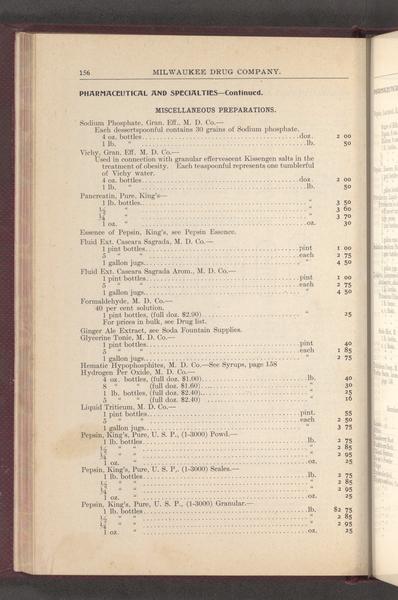 156 MILWAUKEE DRUG COMPANY.
PHARMACEUTICAL AND SPECIALTIES—Continued.
MISCELLANEOUS PREPARATIONS.
Sodium Phosphate, Gran. Eff., M. D. Co.—
Each dessertspoonful contains 30 grains of Sodium phosphate.
4 oz. bottles doz. 2 00
1 lb. " lb. 50
Vichy, Gran. Eff. M. D. Co.—
Used in connection with granular effervescent Kissengen salts in the
treatment of obesity. Each teaspoonful represents one tumblerful
of Vichy water.
4 oz. bottles doz. 2 00
1 lb. " lb. 50
Pancreatin, Pure, King's—
1 lb. bottles " 3 50
½ " " " 3 60
¼ " " " 3 70
1 oz. " oz. 30
Essence of Pepsin, King's, see Pepsin Essence.
Fluid Ext. Cascara Sagrada, M. D. Co.—
1 pint bottles pint 1 00
5 " " each 2 75
1 gallon jugs " 4 50
Fluid Ext. Cascara Sagrada Arom., M. D. Co.—
1 pint bottles pint 1 00
5 " " each 2 75
1 gallon jugs " 4 50
Formaldehyde, M. D. Co.—
40 per cent solution.
1 pint bottles, (full doz. $2.90) " 25
For prices in bulk, see Drug list.
Ginger Ale Extract, see Soda Fountain Supplies.
Glycerine Tonic, M. D. Co.—
1 pint bottles pint 40
5 " " each 1 85
1 gallon jugs " 2 75
Hematic Hypophosphites, M. D. Co.—See Syrups, page 158
Hydrogen Per Oxide, M. D. Co.—
4 oz. bottles, (full doz. $1.00) lb. 40
8 " " (full doz. $1.60) " 30
1 lb. bottles, (full doz. $2.40) " 25
5 " " (full doz. $2.40) " 16
Liquid Tritieum, M. D. Co.—
1 pint bottles pint. 55
5 " " each 2 50
1 gallon jugs " 3 75
Pepsin, King's, Pure, U. S. P., (1-3000) Powd.—
1 lb. bottles lb. 2 75
½ " " " 2 85
¼ " " " 2 95
1 oz. " oz. 25
Pepsin, King's, Pure, U. S. P., (1-3000) Scales.—
1 lb. bottles lb. 2 75
½ " " " 2 85
¼ " " " 2 95
1 oz. " oz. 25
Pepsin, King's, Pure, U. S. P., (1-3000) Granular.—
1 lb. bottles lb. $2 75
½ " " " 2 85
¼ " " " 2 95
1 oz. " oz. 25